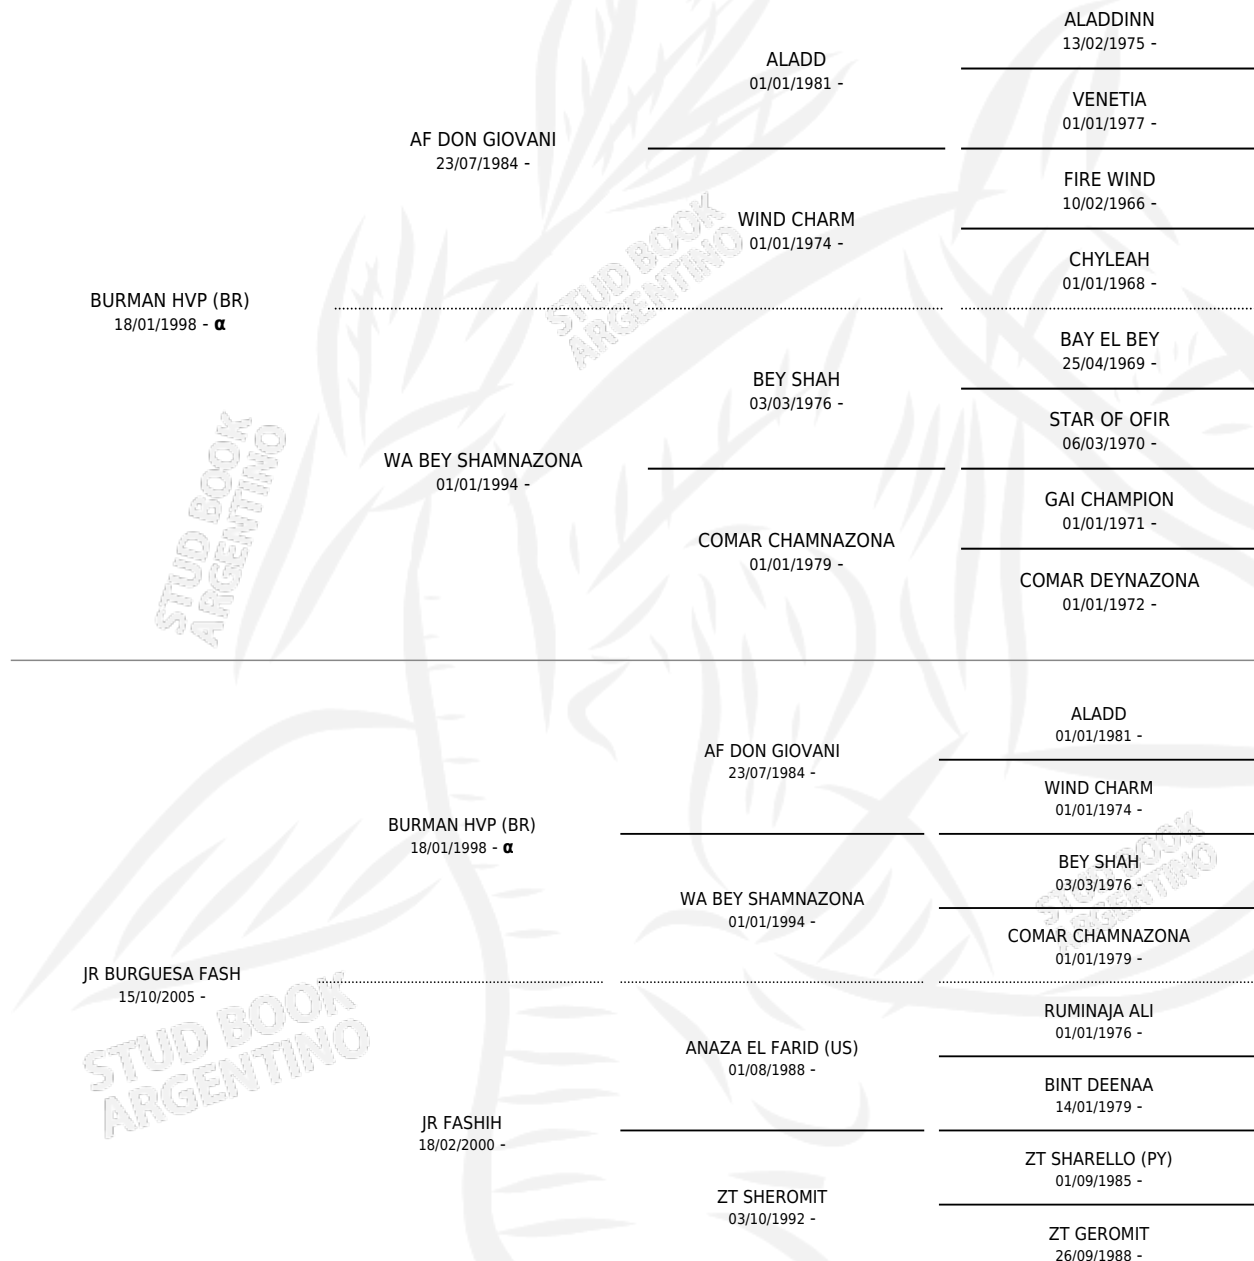 ALADDINN
13/02/1975 -
ALADD
01/01/1981 -
VENETIA
01/01/1977 -
AF DON GIOVANI
23/07/1984 -
FIRE WIND
10/02/1966 -
WIND CHARM
01/01/1974 -
CHYLEAH
01/01/1968 -
BURMAN HVP (BR)
18/01/1998 - α
BAY EL BEY
25/04/1969 -
BEY SHAH
03/03/1976 -
STAR OF OFIR
06/03/1970 -
WA BEY SHAMNAZONA
01/01/1994 -
GAI CHAMPION
01/01/1971 -
COMAR CHAMNAZONA
01/01/1979 -
COMAR DEYNAZONA
01/01/1972 -
STUD BOOK
ARGENTINO
STUD BOOK
ARGENTINO
ALADD
01/01/1981 -
AF DON GIOVANI
23/07/1984 -
WIND CHARM
01/01/1974 -
BURMAN HVP (BR)
18/01/1998 - α
BEY SHAH
03/03/1976 -
WA BEY SHAMNAZONA
01/01/1994 -
COMAR CHAMNAZONA
01/01/1979 -
JR BURGUESA FASH
15/10/2005 -
RUMINAJA ALI
01/01/1976 -
ANAZA EL FARID (US)
01/08/1988 -
BINT DEENAA
14/01/1979 -
JR FASHIH
18/02/2000 -
ZT SHARELLO (PY)
01/09/1985 -
ZT SHEROMIT
03/10/1992 -
ZT GEROMIT
26/09/1988 -
STUD BOOK
ARGENTINO
STUD BOOK
ARGENTINO